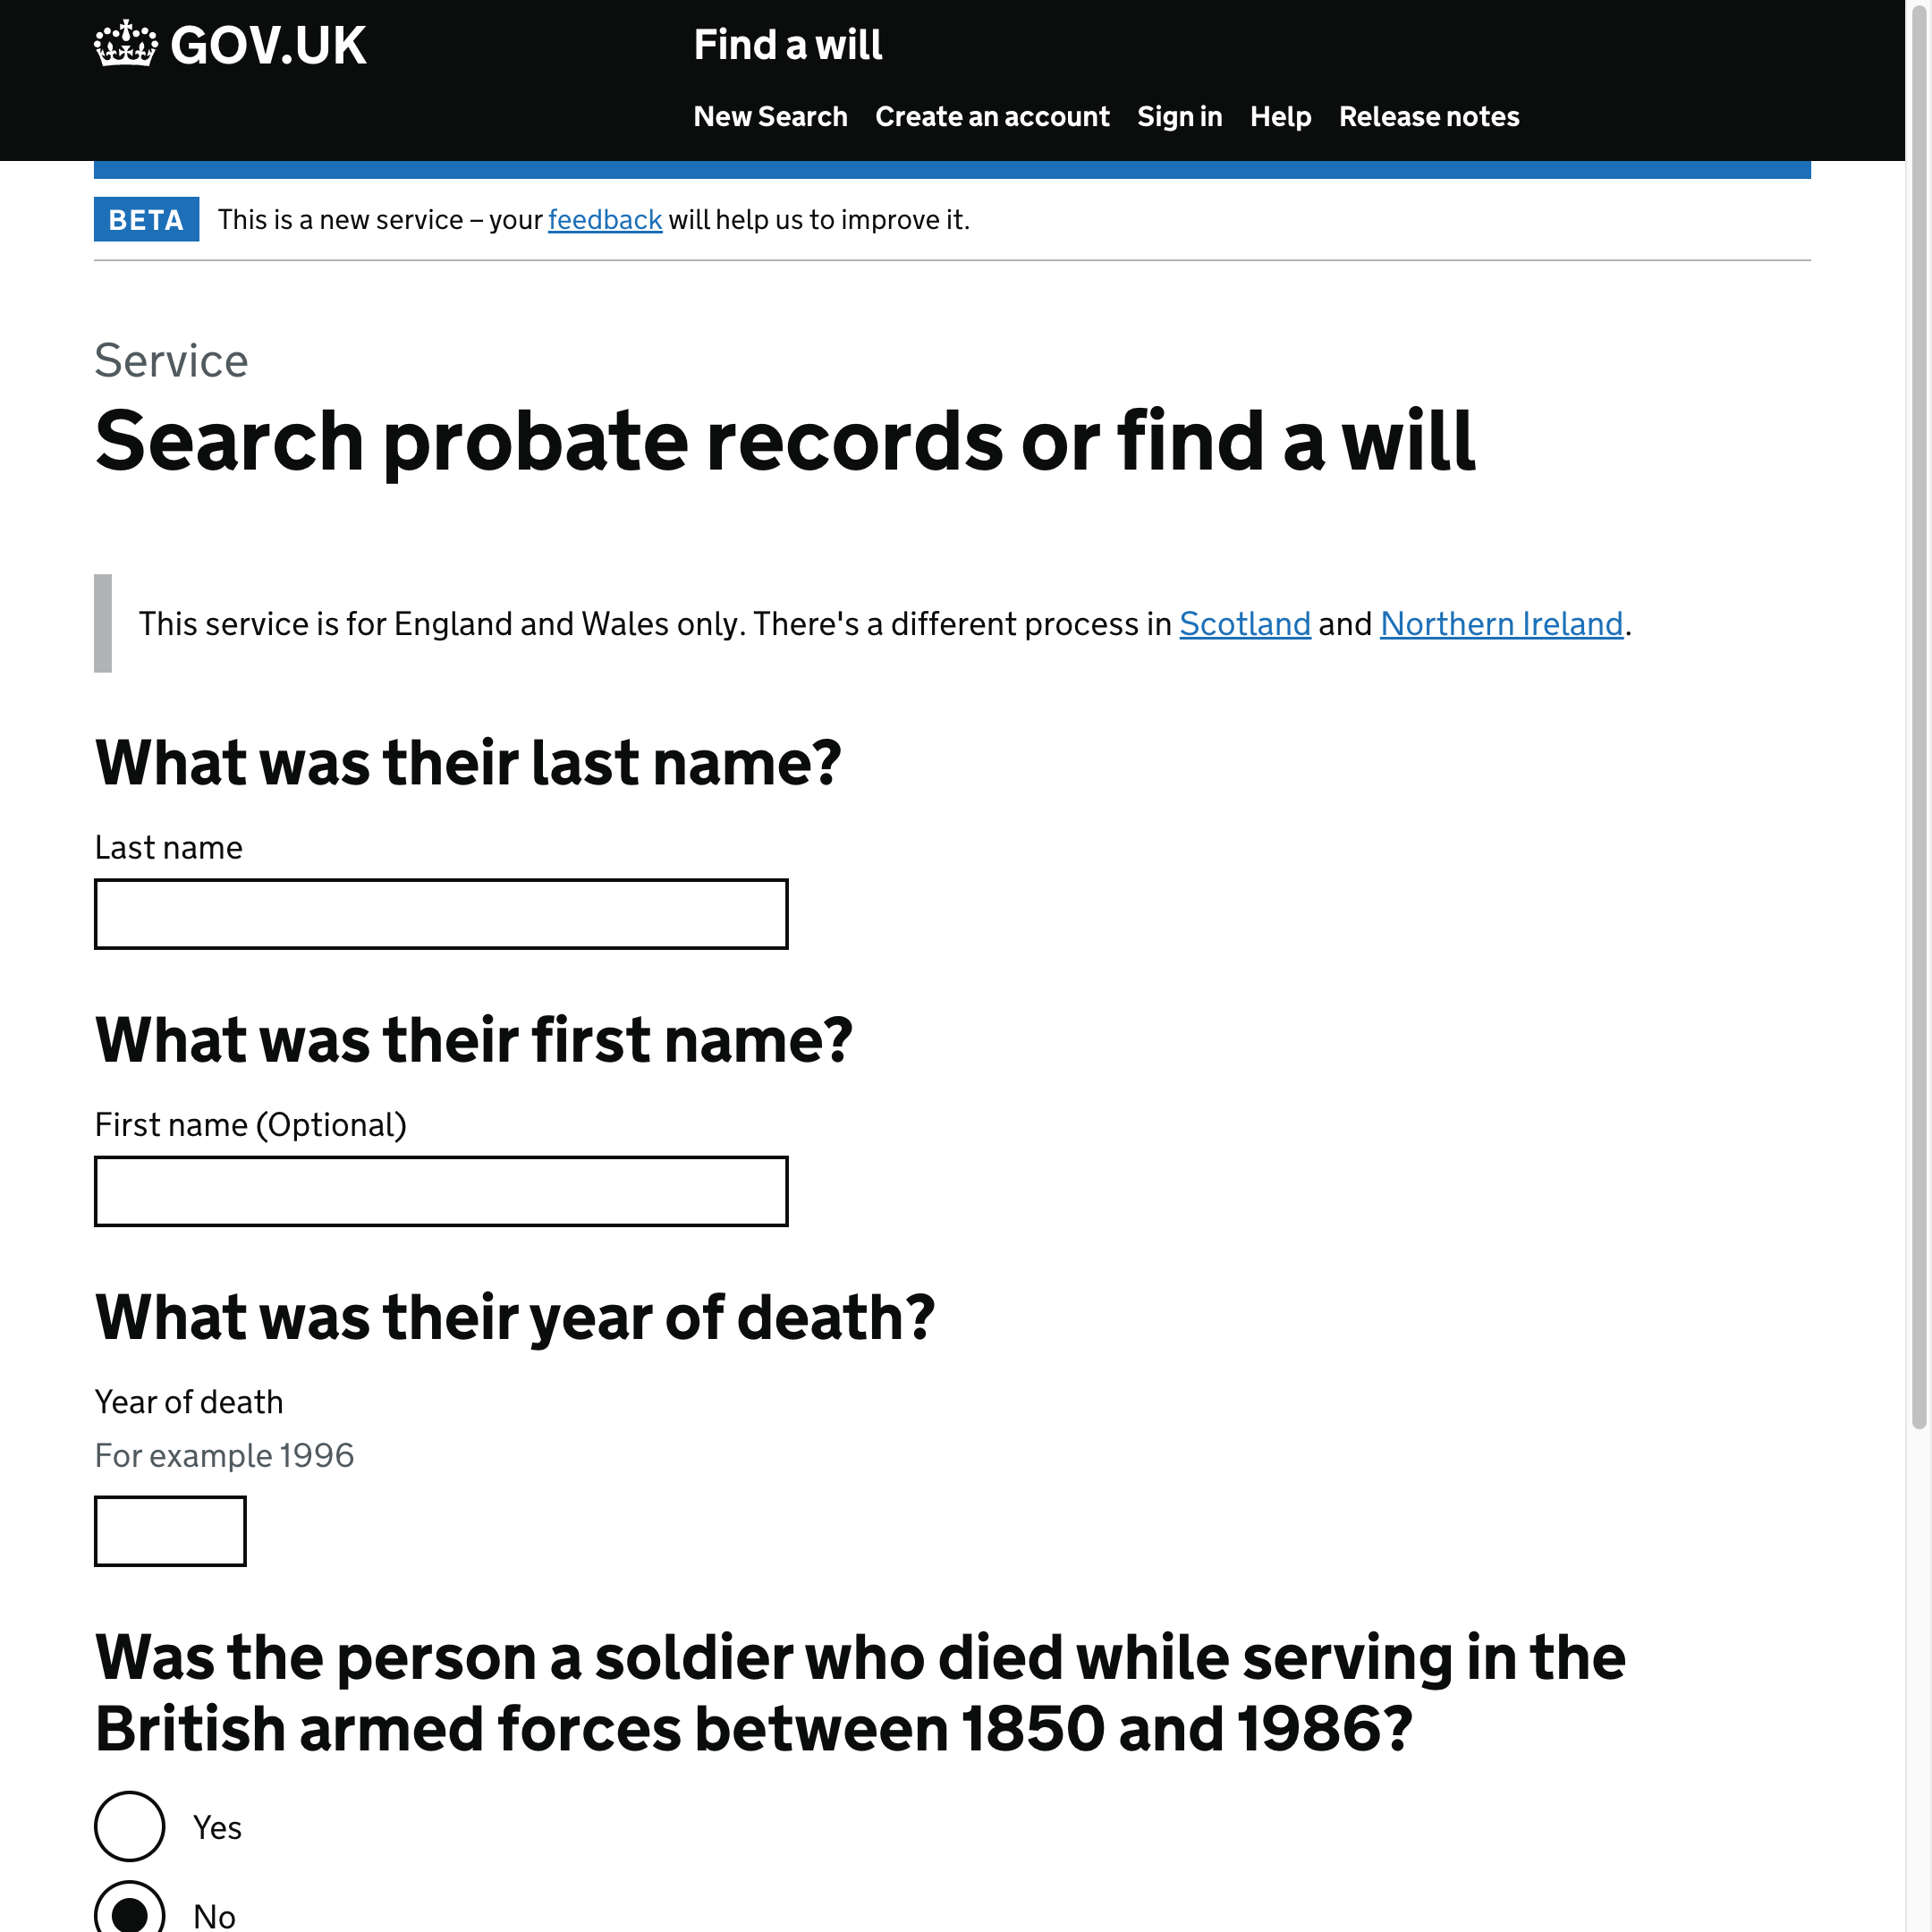 GOV.UK
Find a will
New Search Create an account Sign in Help Release notes
BETA This is a new service – your feedback will help us to improve it.
Service
Search probate records or find a will
This service is for England and Wales only. There's a different process in Scotland and Northern Ireland.
What was their last name?
Last name
What was their first name?
First name (Optional)
What was their year of death?
Year of death
For example 1996
Was the person a soldier who died while serving in the
British armed forces between 1850 and 1986?
Yes
No